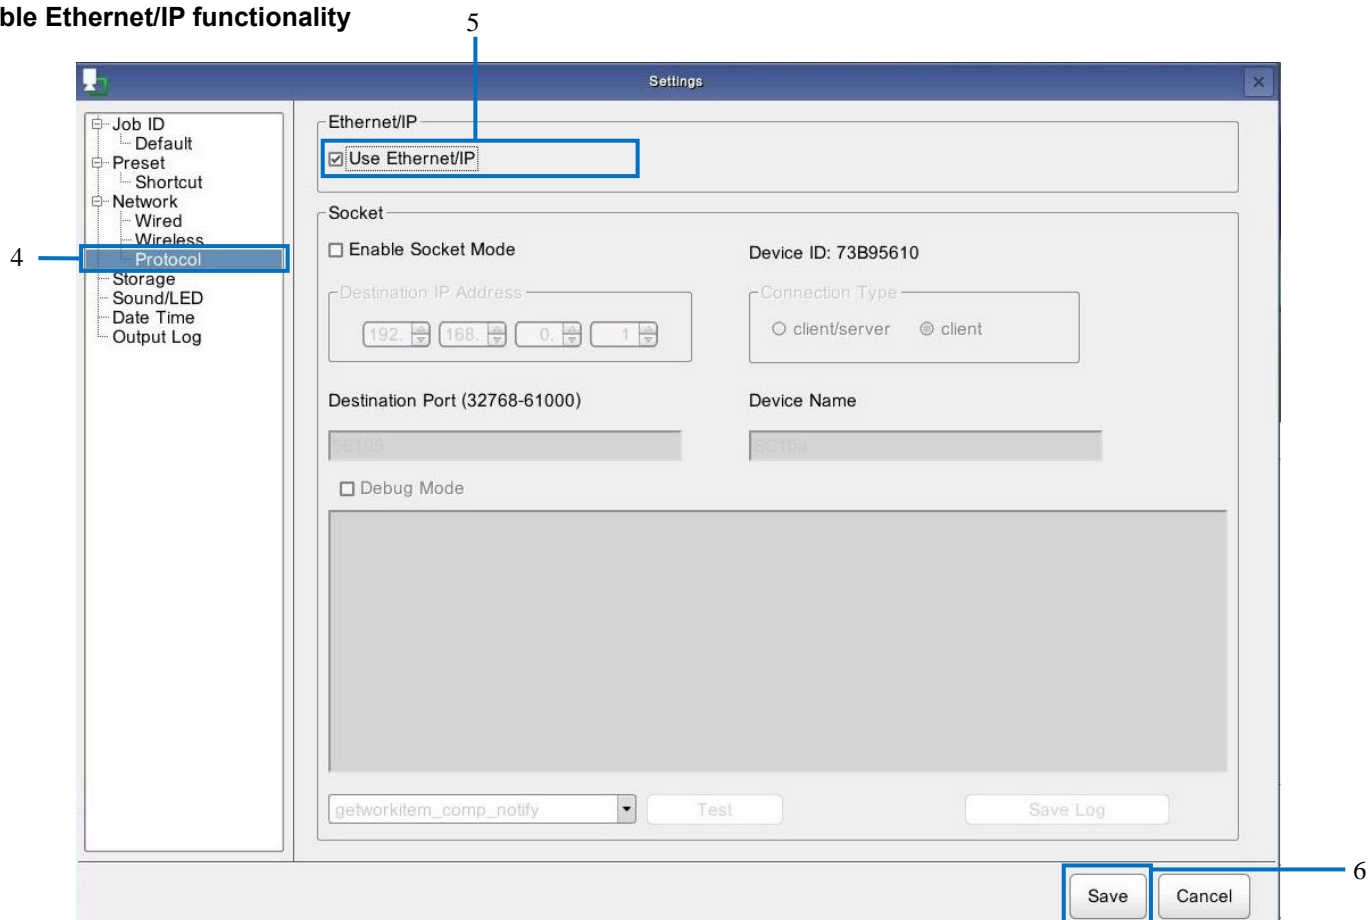 ble Ethernet/IP functionality
5
Settings
Job ID
Default
Preset
Shortcut
Network
Wired
Wireless
Protocol
Storage
Sound/LED
Date Time
Output Log
4
Ethernet/IP
Use Ethernet/IP
Socket
Enable Socket Mode
Device ID: 73B95610
Destination IP Address
192. 168. 0. 1
Connection Type
client/server client
Destination Port (32768-61000)
Device Name
Debug Mode
getworkitem_comp_notify
Test
Save Log
6
Save
Cancel